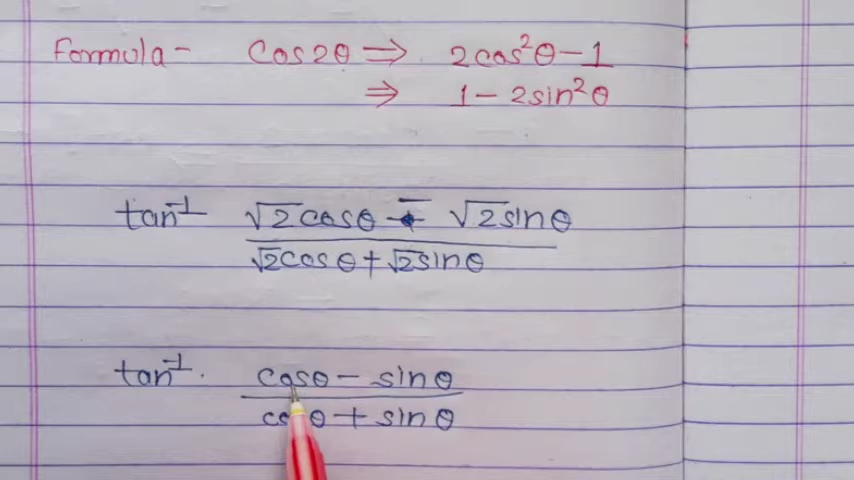 Formula - Cos2θ ⇒ 2cos²θ-1
⇒ 1-2sin²θ
tan⁻¹ √2cosθ - √2sinθ
√2cosθ+√2sinθ
tan⁻¹. cosθ - sinθ
cosθ + sinθ